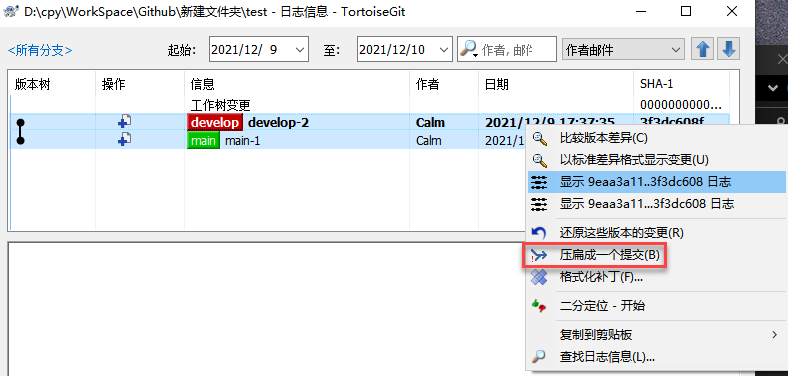 D:\cpy\WorkSpace\Github\新建文件夹\test - 日志信息 - TortoiseGit
<所有分支> 起始: 2021/12/ 9 至: 2021/12/10 作者, 邮件 作者邮件
版本树 操作 信息 作者 日期 SHA-1
工作树变更 0000000000...
develop develop-2 Calm 2021/12/9 17:37:35 3f3dc608f
main main-1 Calm 2021/1
比较版本差异(C)
以标准差异格式显示变更(U)
显示 9eaa3a11..3f3dc608 日志
显示 9eaa3a11...3f3dc608 日志
还原这些版本的变更(R)
压扁成一个提交(B)
格式化补丁(F)...
二分定位 - 开始
复制到剪贴板
查找日志信息(L)...